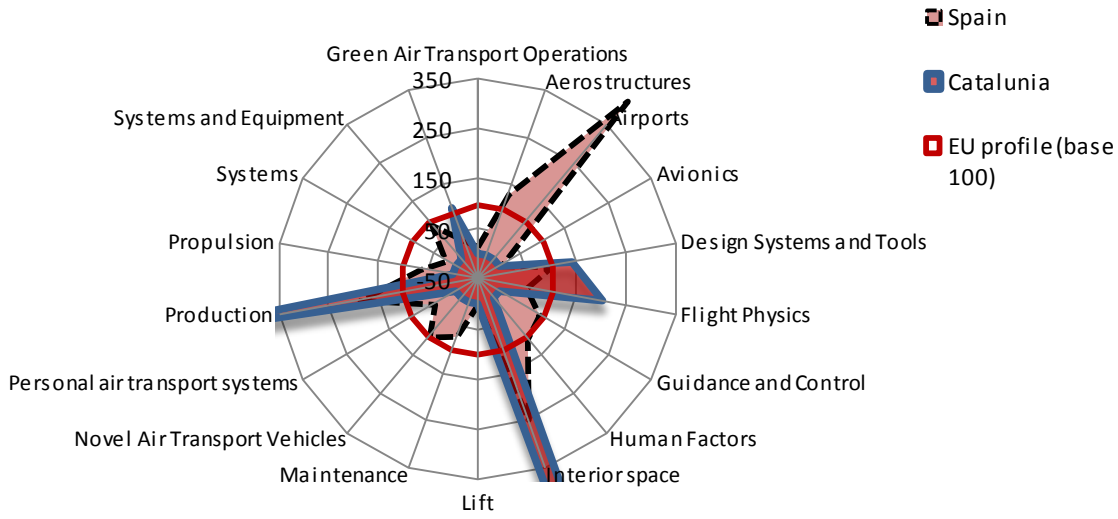 Spain
Green Air Transport Operations
350
Aerostructures
Catalunia
Systems and Equipment
250
Airports
EU profile (base
100)
Systems
150
Avionics
Propulsion
50
Design Systems and Tools
-50
Production
Flight Physics
Personal air transport systems
Guidance and Control
Novel Air Transport Vehicles
Human Factors
Maintenance
Interior space
Lift